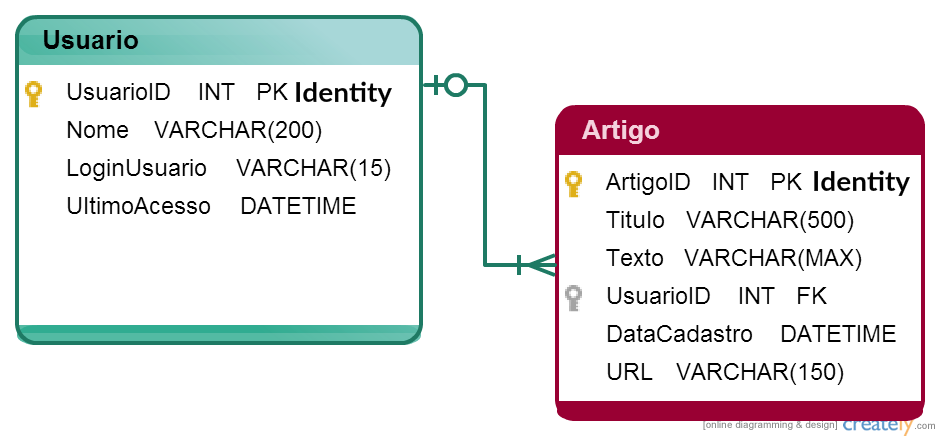 Usuario
UsuarioID INT PK Identity
Nome VARCHAR(200)
LoginUsuario VARCHAR(15)
UltimoAcesso DATETIME
Artigo
ArtigoID INT PK Identity
Titulo VARCHAR(500)
Texto VARCHAR(MAX)
UsuarioID INT FK
DataCadastro DATETIME
URL VARCHAR(150)
[online diagramming & design] creately.com